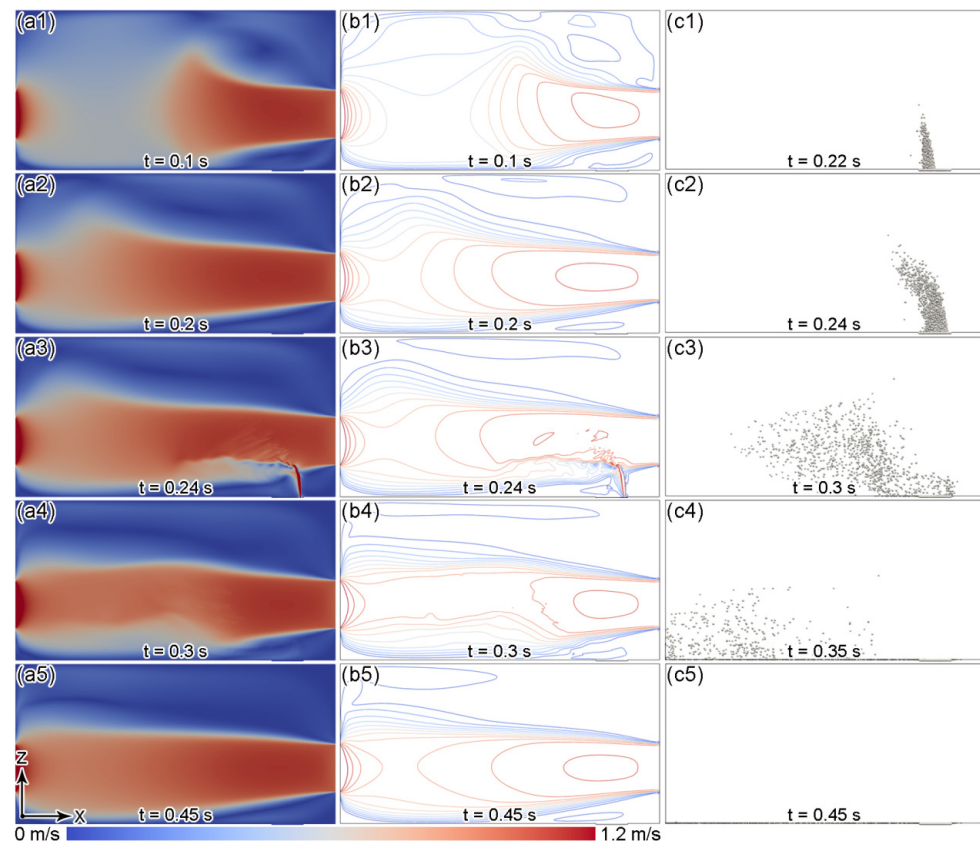 (a1) (b1) (c1)
t = 0.1 s t = 0.1 s t = 0.22 s
(a2) (b2) (c2)
t = 0.2 s t = 0.2 s t = 0.24 s
(a3) (b3) (c3)
t = 0.24 s t = 0.24 s t = 0.3 s
(a4) (b4) (c4)
t = 0.3 s t = 0.3 s t = 0.35 s
(a5) (b5) (c5)
Z
X
t = 0.45 s t = 0.45 s t = 0.45 s
0 m/s 1.2 m/s